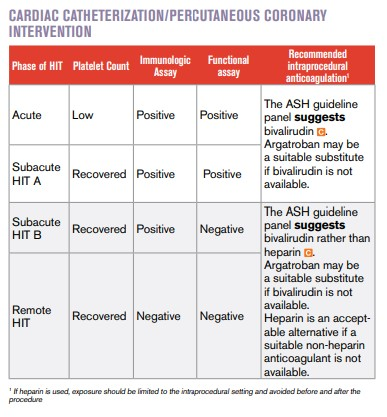 CARDIAC CATHETERIZATION/PERCUTANEOUS CORONARY
INTERVENTION
Phase of HIT Platelet Count Immunologic Assay Functional assay Recommended intraprocedural anticoagulation¹
Acute Low Positive Positive
The ASH guideline
panel suggests
bivalirudin C.
Argatroban may be
a suitable substitute
if bivalirudin is not
available.
Subacute
HIT A Recovered Positive Positive
Subacute
HIT B Recovered Positive Negative
The ASH guideline
panel suggests
bivalirudin rather than
heparin C.
Argatroban may be
a suitable substitute
if bivalirudin is not
available.
Heparin is an accept-
able alternative if a
suitable non-heparin
anticoagulant is not
available.
Remote
HIT Recovered Negative Negative
¹ If heparin is used, exposure should be limited to the intraprocedural setting and avoided before and after the
procedure